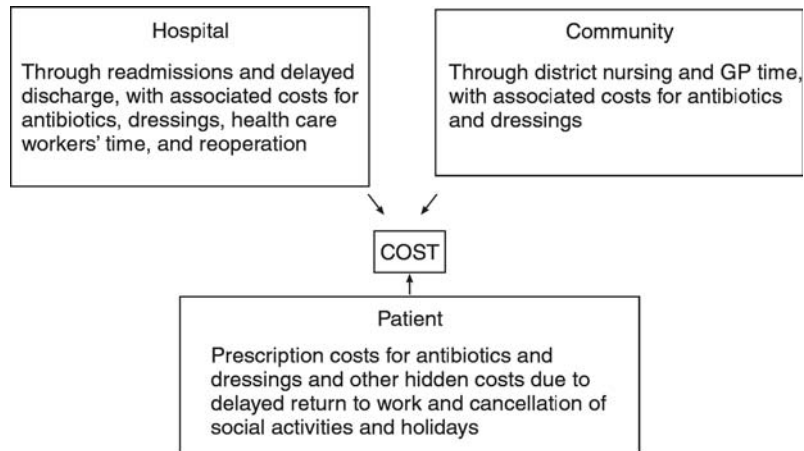 Hospital
Through readmissions and delayed
discharge, with associated costs for
antibiotics, dressings, health care
workers’ time, and reoperation
Community
Through district nursing and GP time,
with associated costs for antibiotics
and dressings
COST
Patient
Prescription costs for antibiotics and
dressings and other hidden costs due to
delayed return to work and cancellation of
social activities and holidays